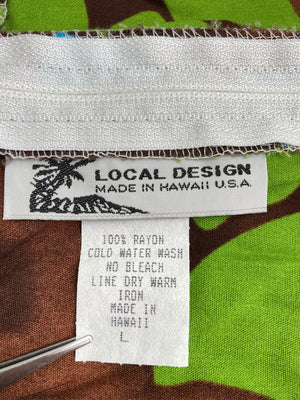 LOCAL DESIGN
MADE IN HAWAII U.S.A.
100% RAYON
COLD WATER WASH
NO BLEACH
LINE DRY WARM
IRON
MADE IN
HAWAII
L